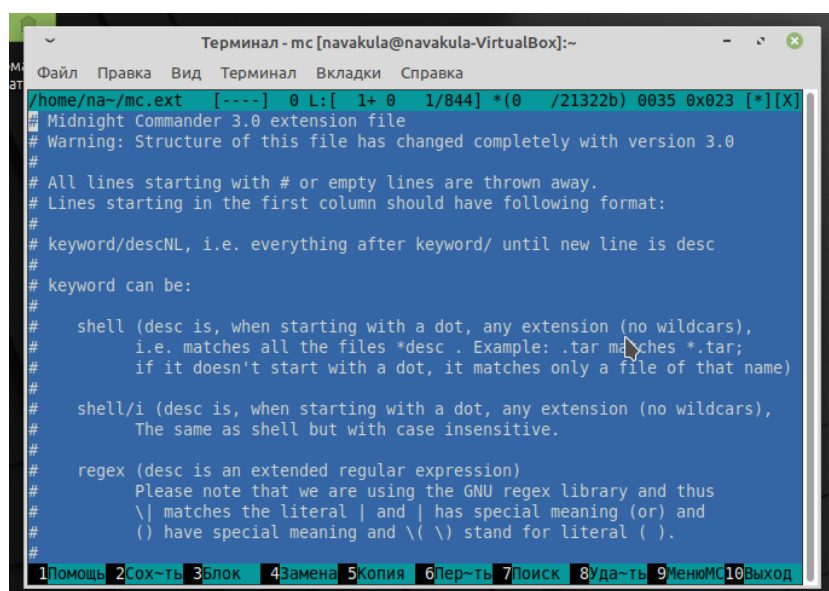 Терминал - mc [navakula@navakula-VirtualBox]:~
Файл Правка Вид Терминал Вкладки Справка
/home/na~/mc.ext [----] 0 L:[ 1+ 0 1/844] *(0 /21322b) 0035 0x023 [*][X]
# Midnight Commander 3.0 extension file
# Warning: Structure of this file has changed completely with version 3.0
#
# All lines starting with # or empty lines are thrown away.
# Lines starting in the first column should have following format:
#
# keyword/descNL, i.e. everything after keyword/ until new line is desc
#
# keyword can be:
#
# shell (desc is, when starting with a dot, any extension (no wildcars),
# i.e. matches all the files *desc . Example: .tar matches *.tar;
# if it doesn't start with a dot, it matches only a file of that name)
#
# shell/i (desc is, when starting with a dot, any extension (no wildcars),
# The same as shell but with case insensitive.
#
# regex (desc is an extended regular expression)
# Please note that we are using the GNU regex library and thus
# \| matches the literal | and | has special meaning (or) and
# () have special meaning and \( \) stand for literal ( ).
#
1Помощь 2Сох~ть 3Блок 4Замена 5Копия 6Пер~ть 7Поиск 8Уда~ть 9МенюMC 10Выход